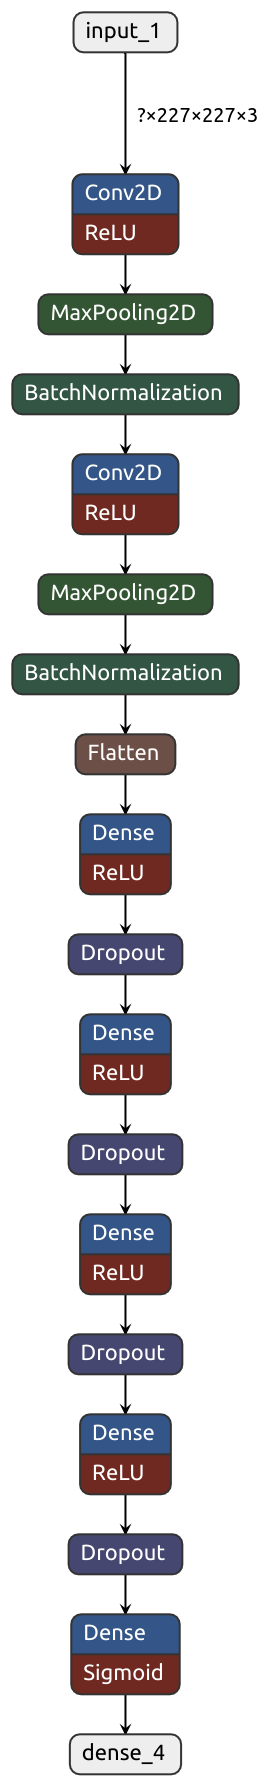 input_1
?×227×227×3
Conv2D
ReLU
MaxPooling2D
BatchNormalization
Conv2D
ReLU
MaxPooling2D
BatchNormalization
Flatten
Dense
ReLU
Dropout
Dense
ReLU
Dropout
Dense
ReLU
Dropout
Dense
ReLU
Dropout
Dense
Sigmoid
dense_4